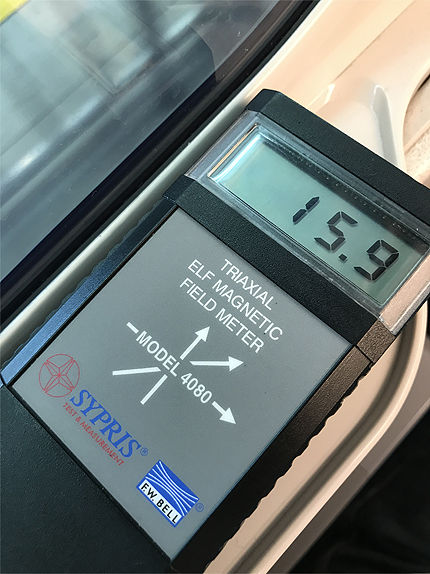 15.9
TRIAXIAL
ELF MAGNETIC
FIELD METER
MODEL 4080
SYPRIS®
TEST & MEASUREMENT
F.W. BELL®